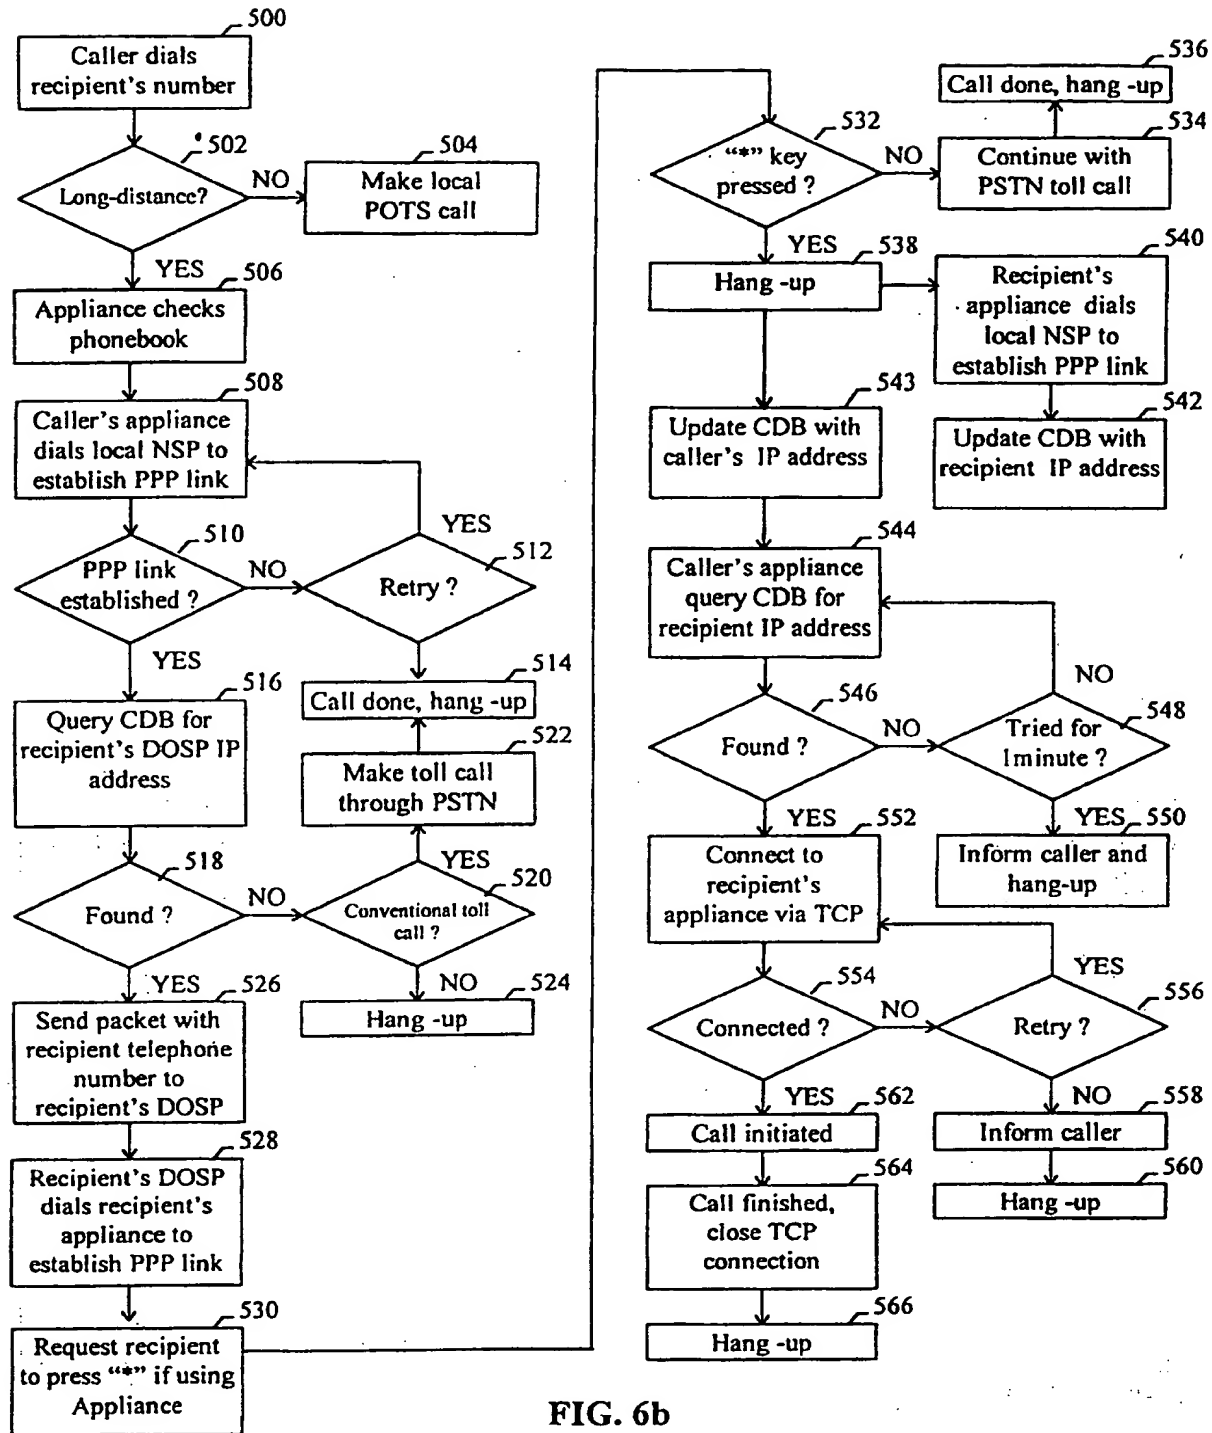 500
Caller dials
recipient's number
502
Long-distance?
NO
504
Make local
POTS call
YES
506
Appliance checks
phonebook
508
Caller's appliance
dials local NSP to
establish PPP link
510
PPP link
established ?
NO
YES
512
Retry ?
YES
514
Call done, hang -up
516
Query CDB for
recipient's DOSP IP
address
522
Make toll call
through PSTN
518
Found ?
NO
YES
520
Conventional toll
call ?
YES
NO
524
Hang -up
526
Send packet with
recipient telephone
number to
recipient's DOSP
528
Recipient's DOSP
dials recipient's
appliance to
establish PPP link
530
Request recipient
to press “*” if using
Appliance
532
“*” key
pressed ?
NO
534
Continue with
PSTN toll call
536
Call done, hang -up
YES
538
Hang -up
540
Recipient's
appliance dials
local NSP to
establish PPP link
542
Update CDB with
recipient IP address
543
Update CDB with
caller's IP address
544
Caller's appliance
query CDB for
recipient IP address
546
Found ?
NO
548
Tried for
1minute ?
NO
YES
550
Inform caller and
hang-up
YES
552
Connect to
recipient's
appliance via TCP
554
Connected ?
NO
556
Retry ?
YES
NO
558
Inform caller
560
Hang -up
YES
562
Call initiated
564
Call finished,
close TCP
connection
566
Hang -up
FIG. 6b